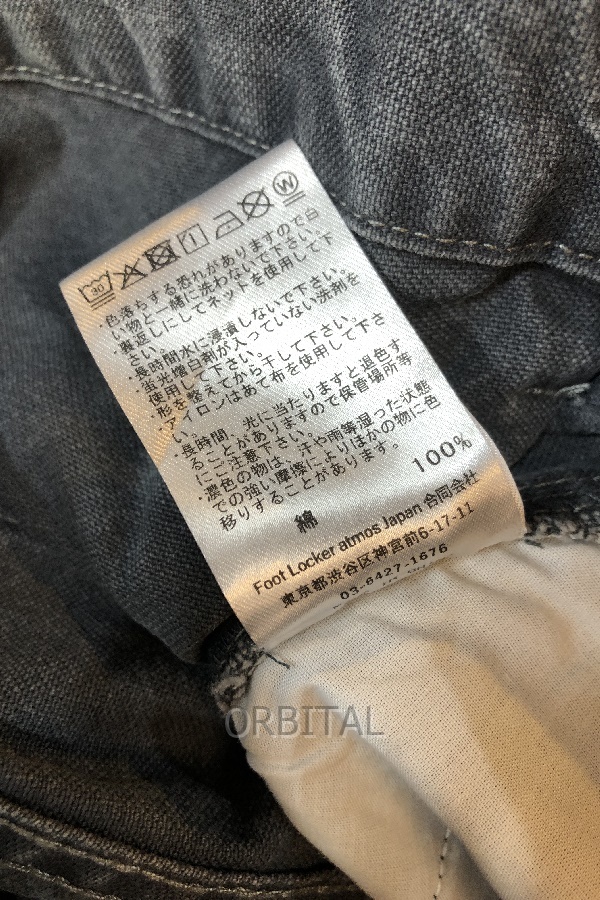 ・色落ちする恐れがありますので白
い物と一緒に洗わないで下さい。
・裏返しにしてネットを使用して下
さい。
・長時間水に浸漬しないで下さい。
・蛍光増白剤が入っていない洗剤を
使用して下さい。
・形を整えてから干して下さい。
・アイロンはあて布を使用して下さ
い。
・長時間、光に当たりますと退色す
ることがありますので保管場所等
にご注意下さい。
・濃色の物は、汗や雨等湿った状態
での強い摩擦によりほかの物に色
移りすることがあります。
綿 100%
Foot Locker atmos Japan 合同会社
東京都渋谷区神宮前6-17-11
03-6427-1676
ORBITAL